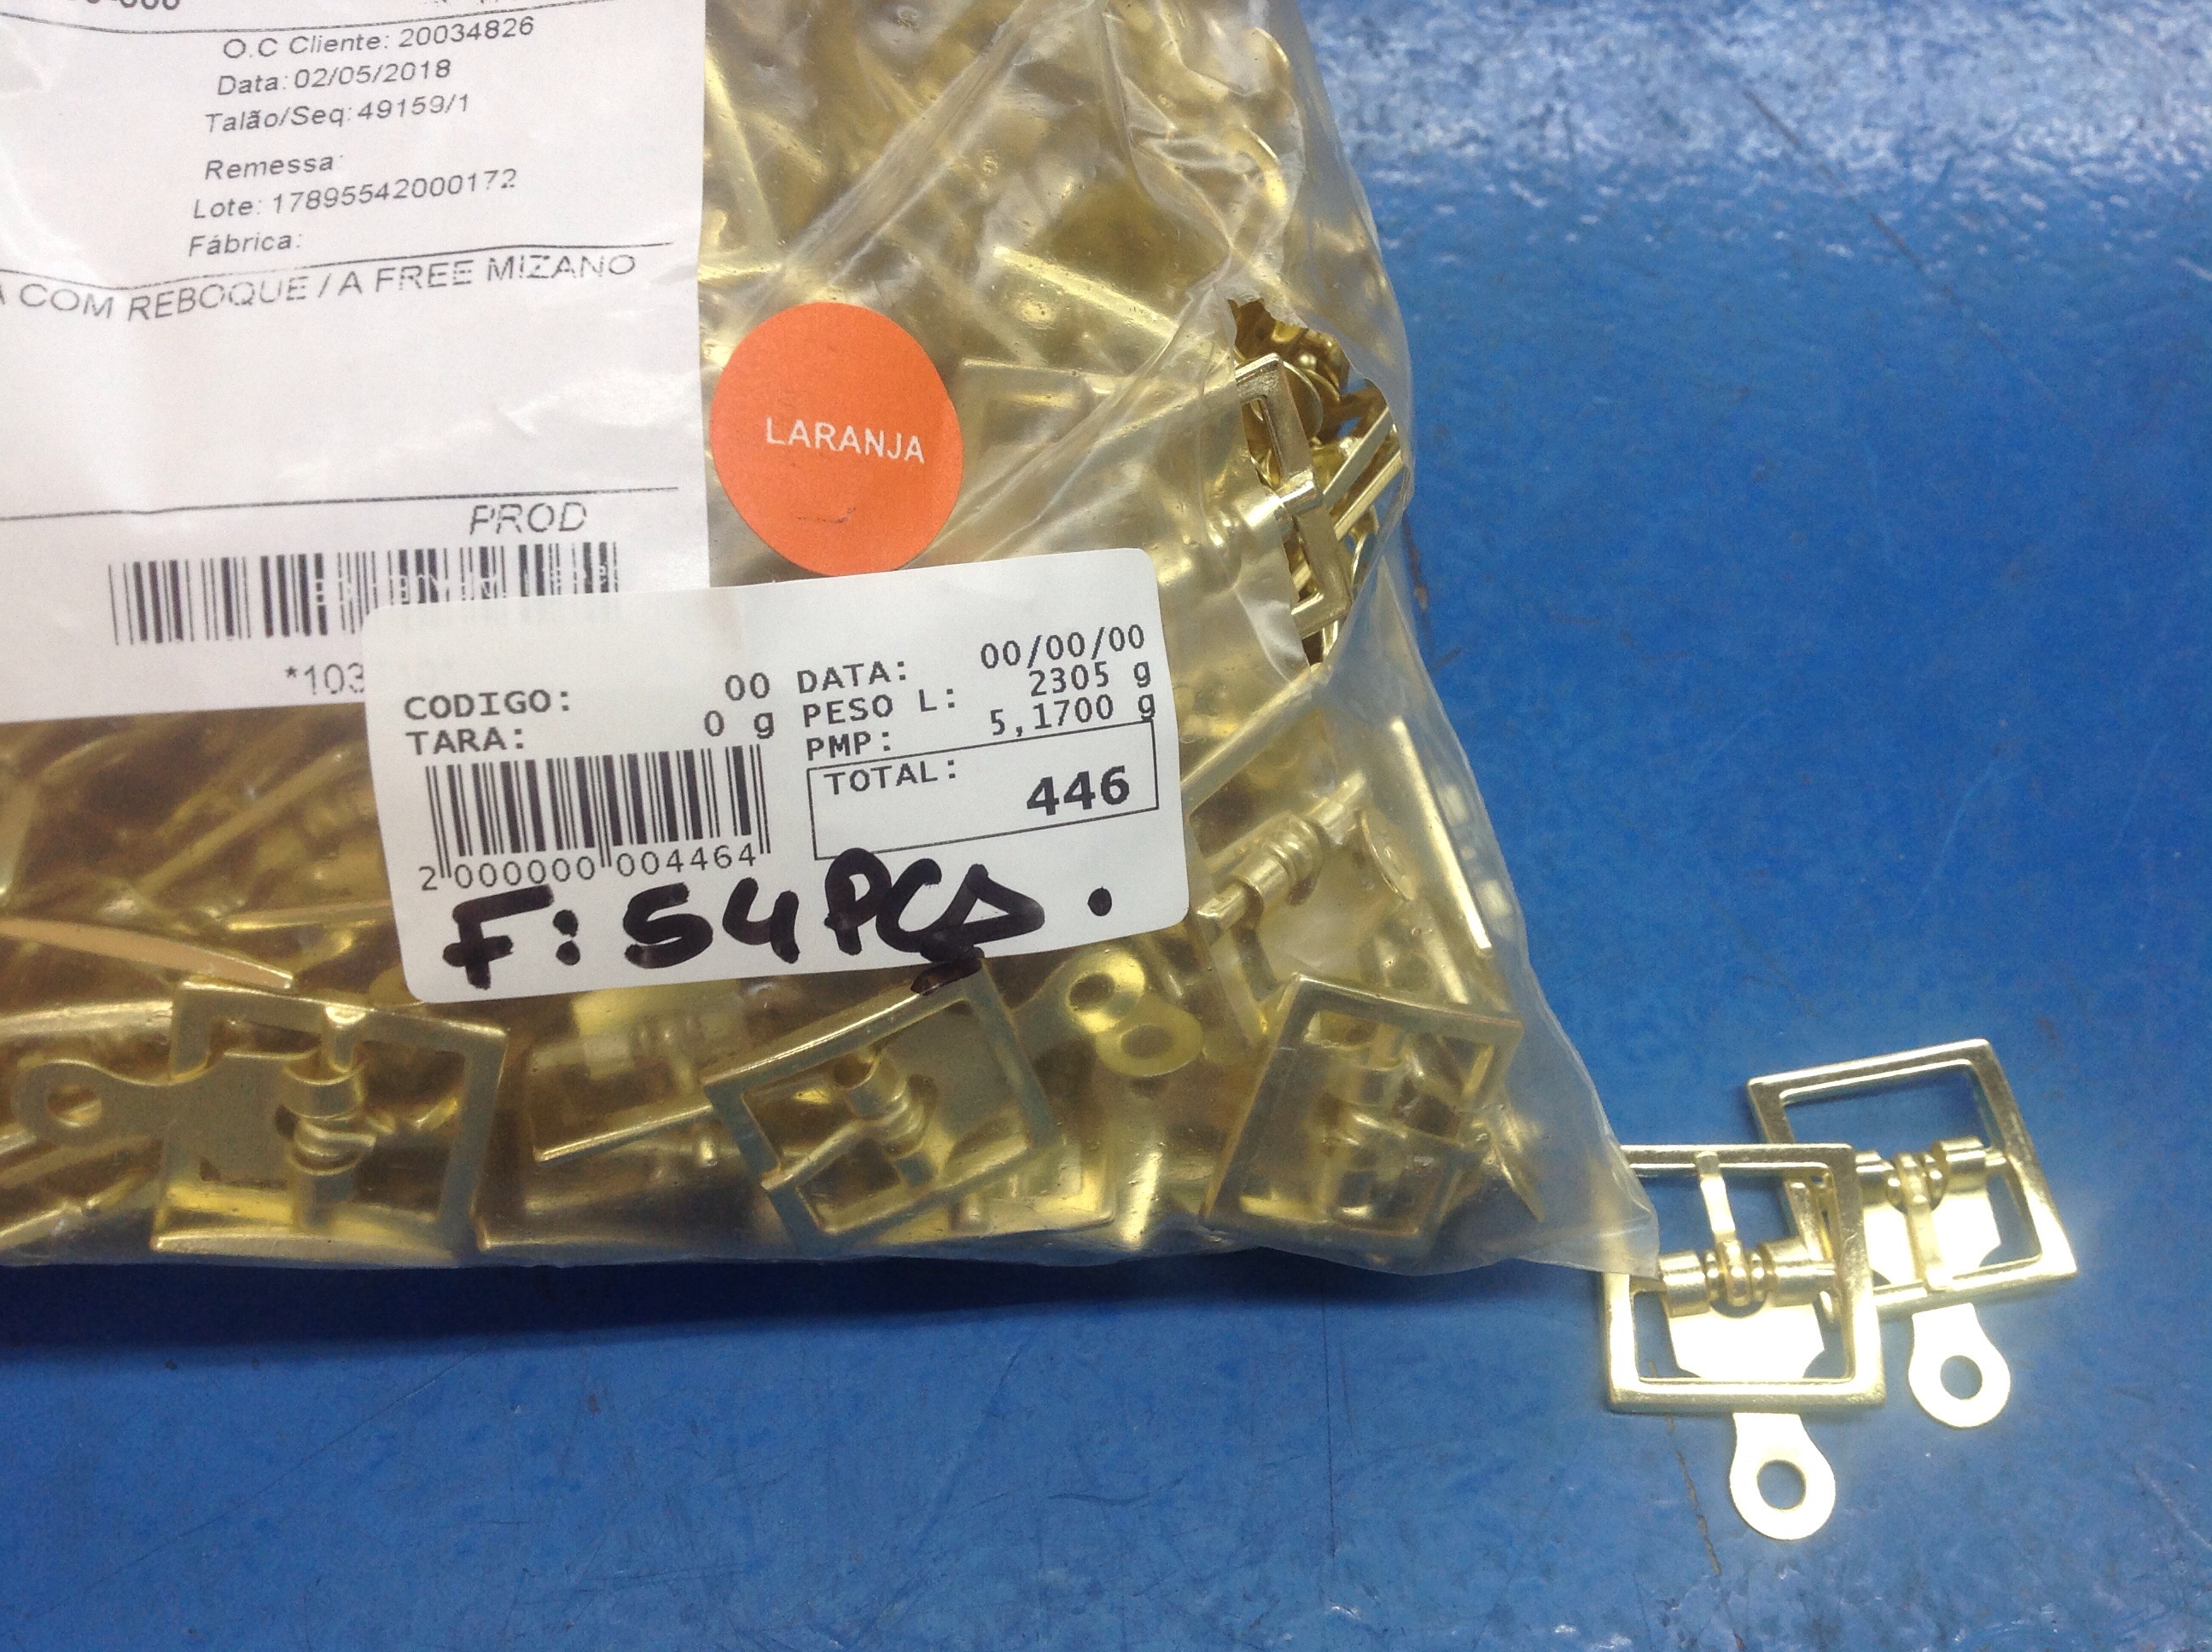 O.C Cliente: 20034826
Data: 02/05/2018
Talão/Seq: 49159/1
Remessa:
Lote: 17895542000172
Fábrica:
COM REBOQUE / A FREE MIZANO
LARANJA
PROD
*103
CODIGO: 00 DATA: 00/00/00
TARA: 0 g PESO L: 2305 g
PMP: 5,1700 g
TOTAL: 446
2 000000 004464
F: 54 PCS.